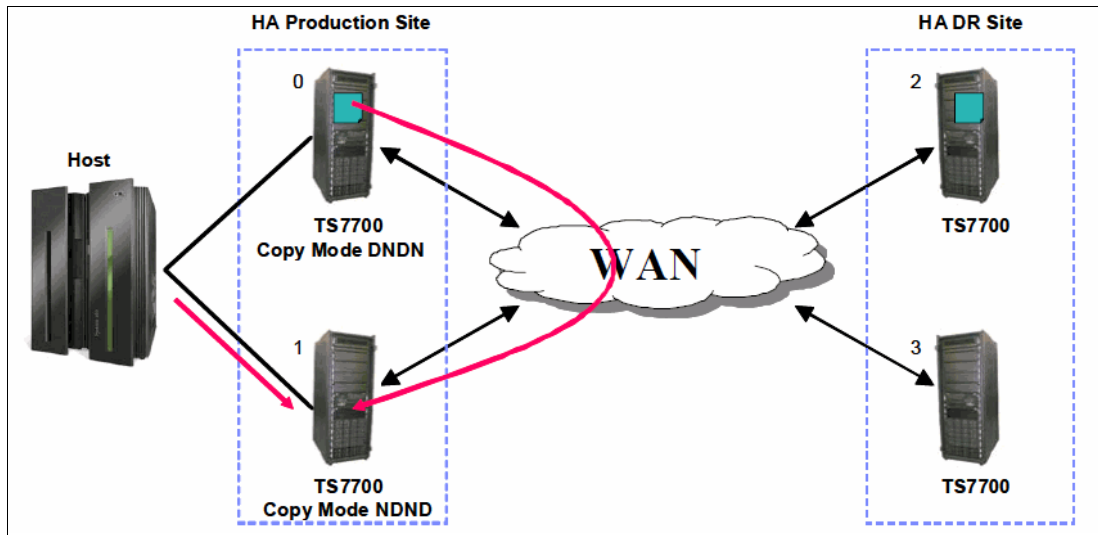 HA Production Site
HA DR Site
0
2
Host
TS7700
Copy Mode DNDN
TS7700
WAN
1
3
TS7700
Copy Mode NDND
TS7700